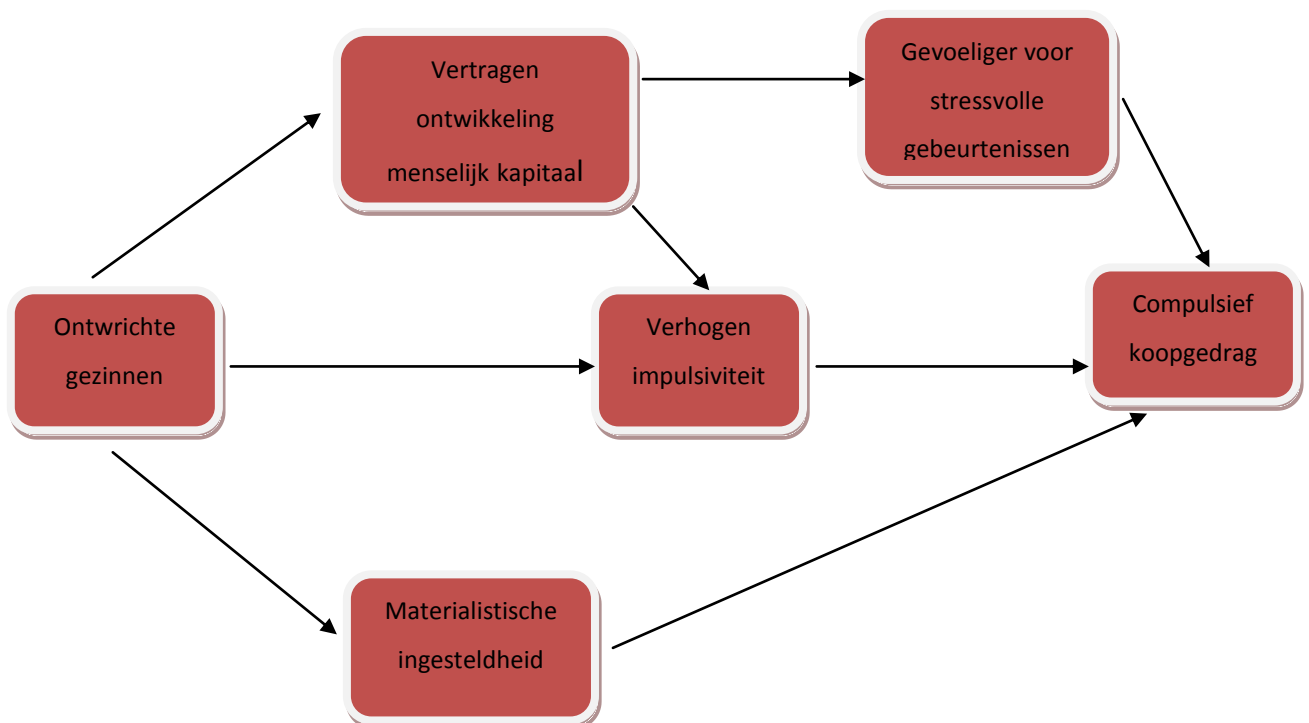 Vertragen
ontwikkeling
menselijk kapitaal
Gevoeliger voor
stressvolle
gebeurtenissen
Ontwrichte
gezinnen
Verhogen
impulsiviteit
Compulsief
koopgedrag
Materialistische
ingesteldheid